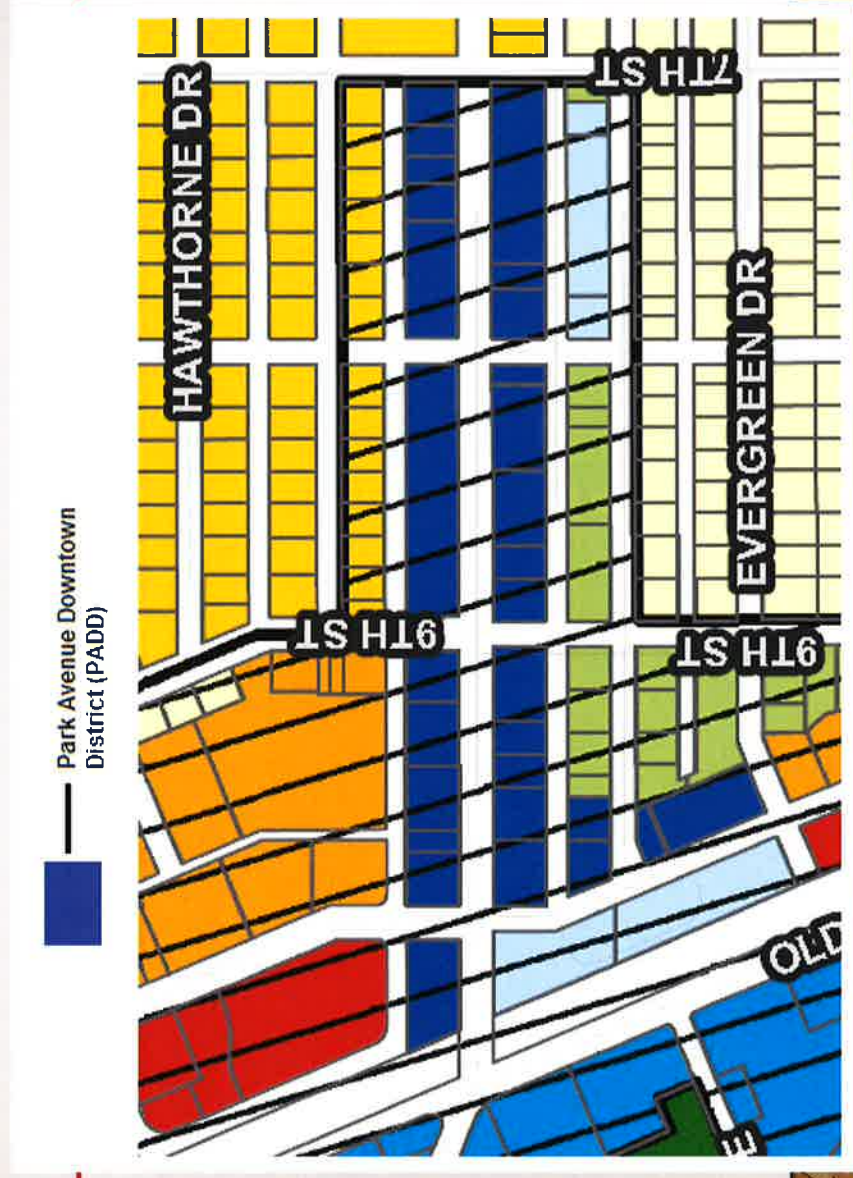 Park Avenue Downtown
District (PADD)
HAWTHORNE DR
7TH ST
EVERGREEN DR
9TH ST
9TH ST
OLD
E